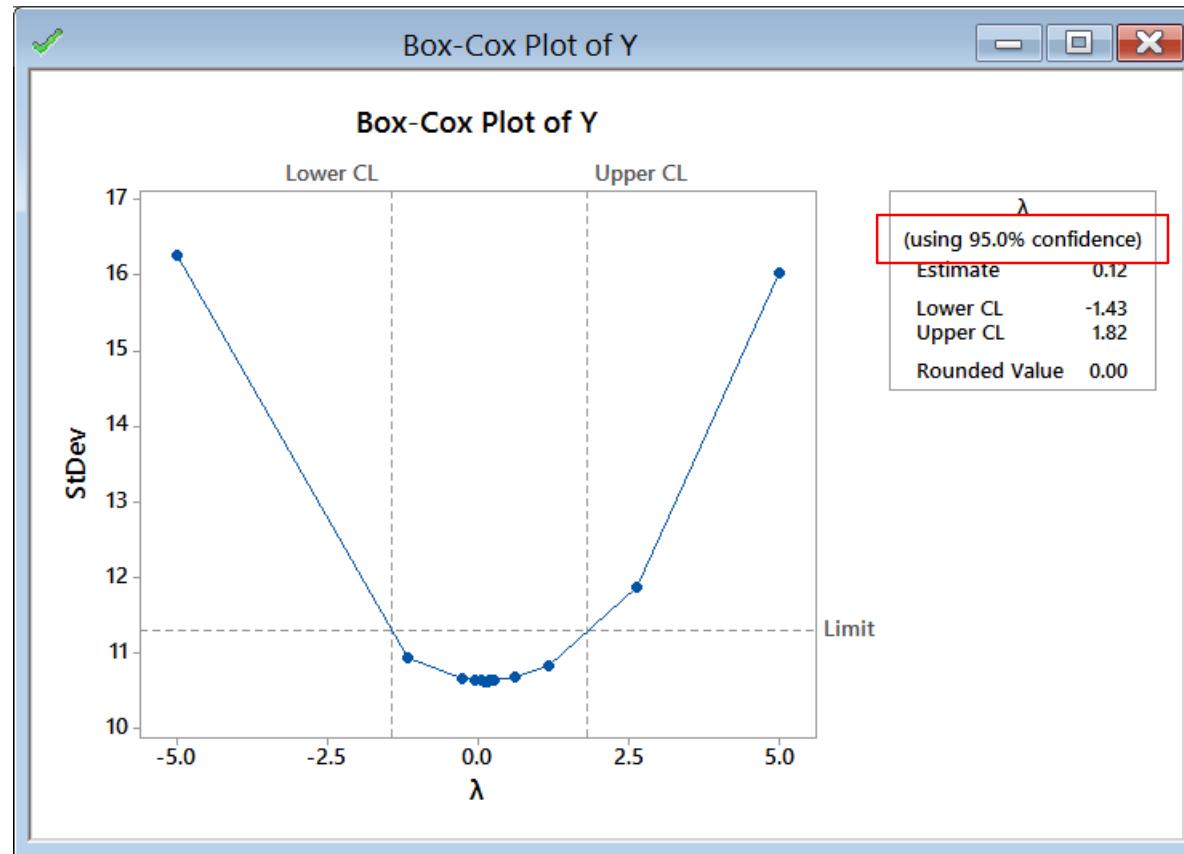 Box-Cox Plot of Y
Box-Cox Plot of Y
Lower CL Upper CL
17
16
15
14
13
12
11
10
StDev
Limit
-5.0 -2.5 0.0 2.5 5.0
λ
λ
(using 95.0% confidence)
Estimate 0.12
Lower CL -1.43
Upper CL 1.82
Rounded Value 0.00